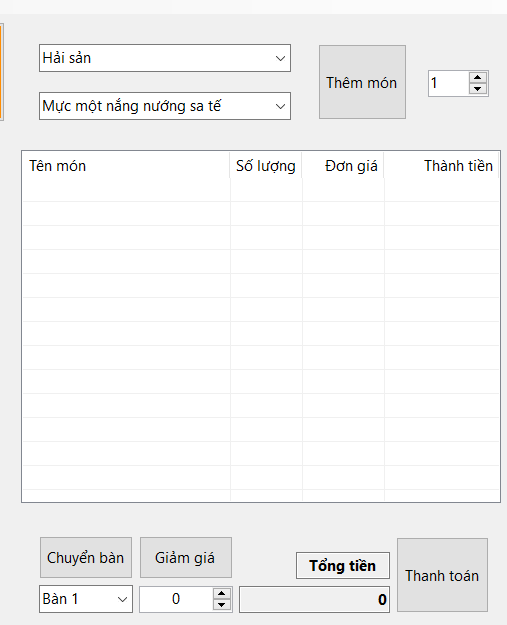 Hải sản
Thêm món
1
Mực một nắng nướng sa tế
Tên món Số lượng Đơn giá Thành tiền
Chuyển bàn Giảm giá
Tổng tiền
Thanh toán
Bàn 1 0 0